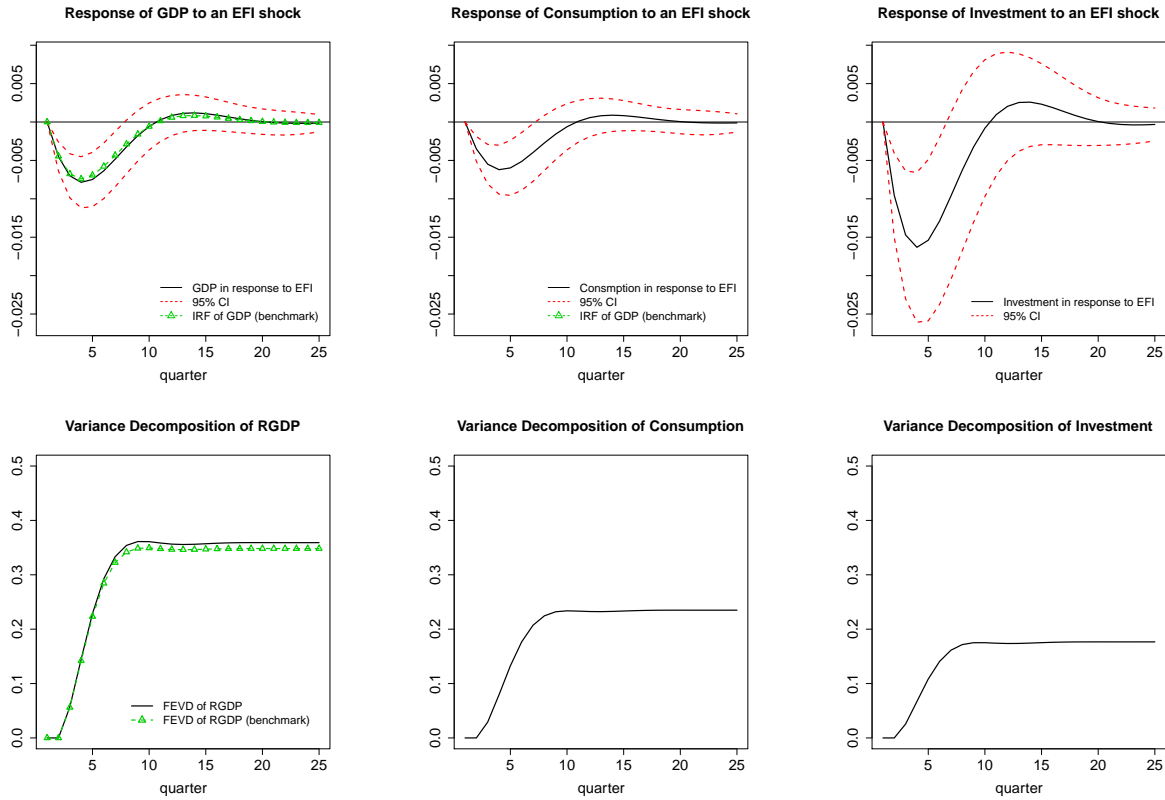 Response of GDP to an EFI shock
0.005
−0.005
−0.015
−0.025
GDP in response to EFI
95% CI
IRF of GDP (benchmark)
5 10 15 20 25
quarter
Response of Consumption to an EFI shock
0.005
−0.005
−0.015
−0.025
Consmption in response to EFI
95% CI
IRF of GDP (benchmark)
5 10 15 20 25
quarter
Response of Investment to an EFI shock
0.005
−0.005
−0.015
−0.025
Investment in response to EFI
95% CI
5 10 15 20 25
quarter
Variance Decomposition of RGDP
0.5
0.4
0.3
0.2
0.1
0.0
FEVD of RGDP
FEVD of RGDP (benchmark)
5 10 15 20 25
quarter
Variance Decomposition of Consumption
0.5
0.4
0.3
0.2
0.1
0.0
5 10 15 20 25
quarter
Variance Decomposition of Investment
0.5
0.4
0.3
0.2
0.1
0.0
5 10 15 20 25
quarter